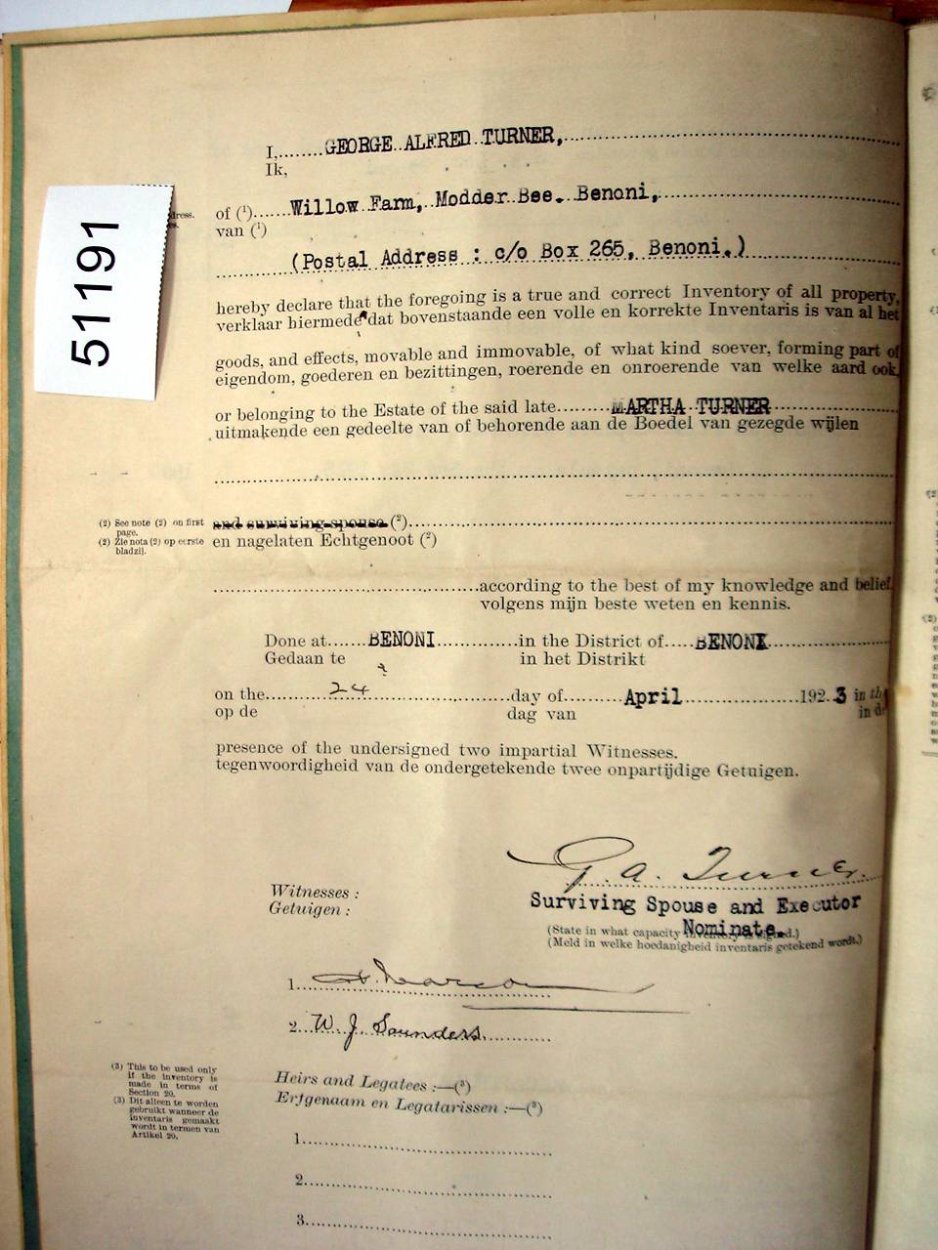 I,.......GEORGE ALFRED TURNER,
Ik,
51191
of (¹)......Willow Farm, Modder Bee. Benoni,
van (¹)
(Postal Address : c/o Box 265, Benoni.)
hereby declare that the foregoing is a true and correct Inventory of all property,
verklaar hiermede dat bovenstaande een volle en korrekte Inventaris is van al het
goods, and effects, movable and immovable, of what kind soever, forming part of
eigendom, goederen en bezittingen, roerende en onroerende van welke aard ook,
or belonging to the Estate of the said late.........MARTHA TURNER
uitmakende een gedeelte van of behorende aan de Boedel van gezegde wijlen
(2) See note (2) on first
page.
(2) Zie nota (2) op eerste
bladzij.
and surviving spouse (²)
en nagelaten Echtgenoot (²)
according to the best of my knowledge and belief.
volgens mijn beste weten en kennis.
Done at......BENONI............in the District of.....BENONI
Gedaan te in het Distrikt
on the.........24...............day of.........April...............1923 in the
op de dag van in de
presence of the undersigned two impartial Witnesses.
tegenwoordigheid van de ondergetekende twee onpartijdige Getuigen.
G. A. Turner.
Witnesses :
Getuigen :
Surviving Spouse and Executor
Nominate.
(State in what capacity signed.)
(Meld in welke hoedanigheid inventaris getekend wordt.)
1.
2. W. J. Saunders.
(3) This to be used only
if the inventory is
made in terms of
Section 20.
(3) Dit alleen te worden
gebruikt wanneer de
inventaris gemaakt
wordt in termen van
Artikel 20.
Heirs and Legatees :—(³)
Erfgenaam en Legatarissen :—(³)
1.
2.
3.